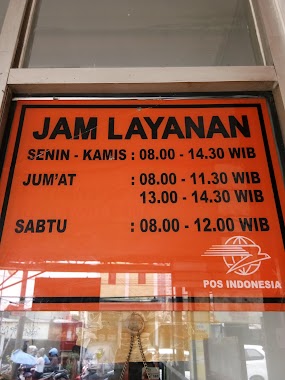 JAM LAYANAN
SENIN - KAMIS : 08.00 - 14.30 WIB
JUM'AT : 08.00 - 11.30 WIB
13.00 - 14.30 WIB
SABTU : 08.00 - 12.00 WIB
POS INDONESIA